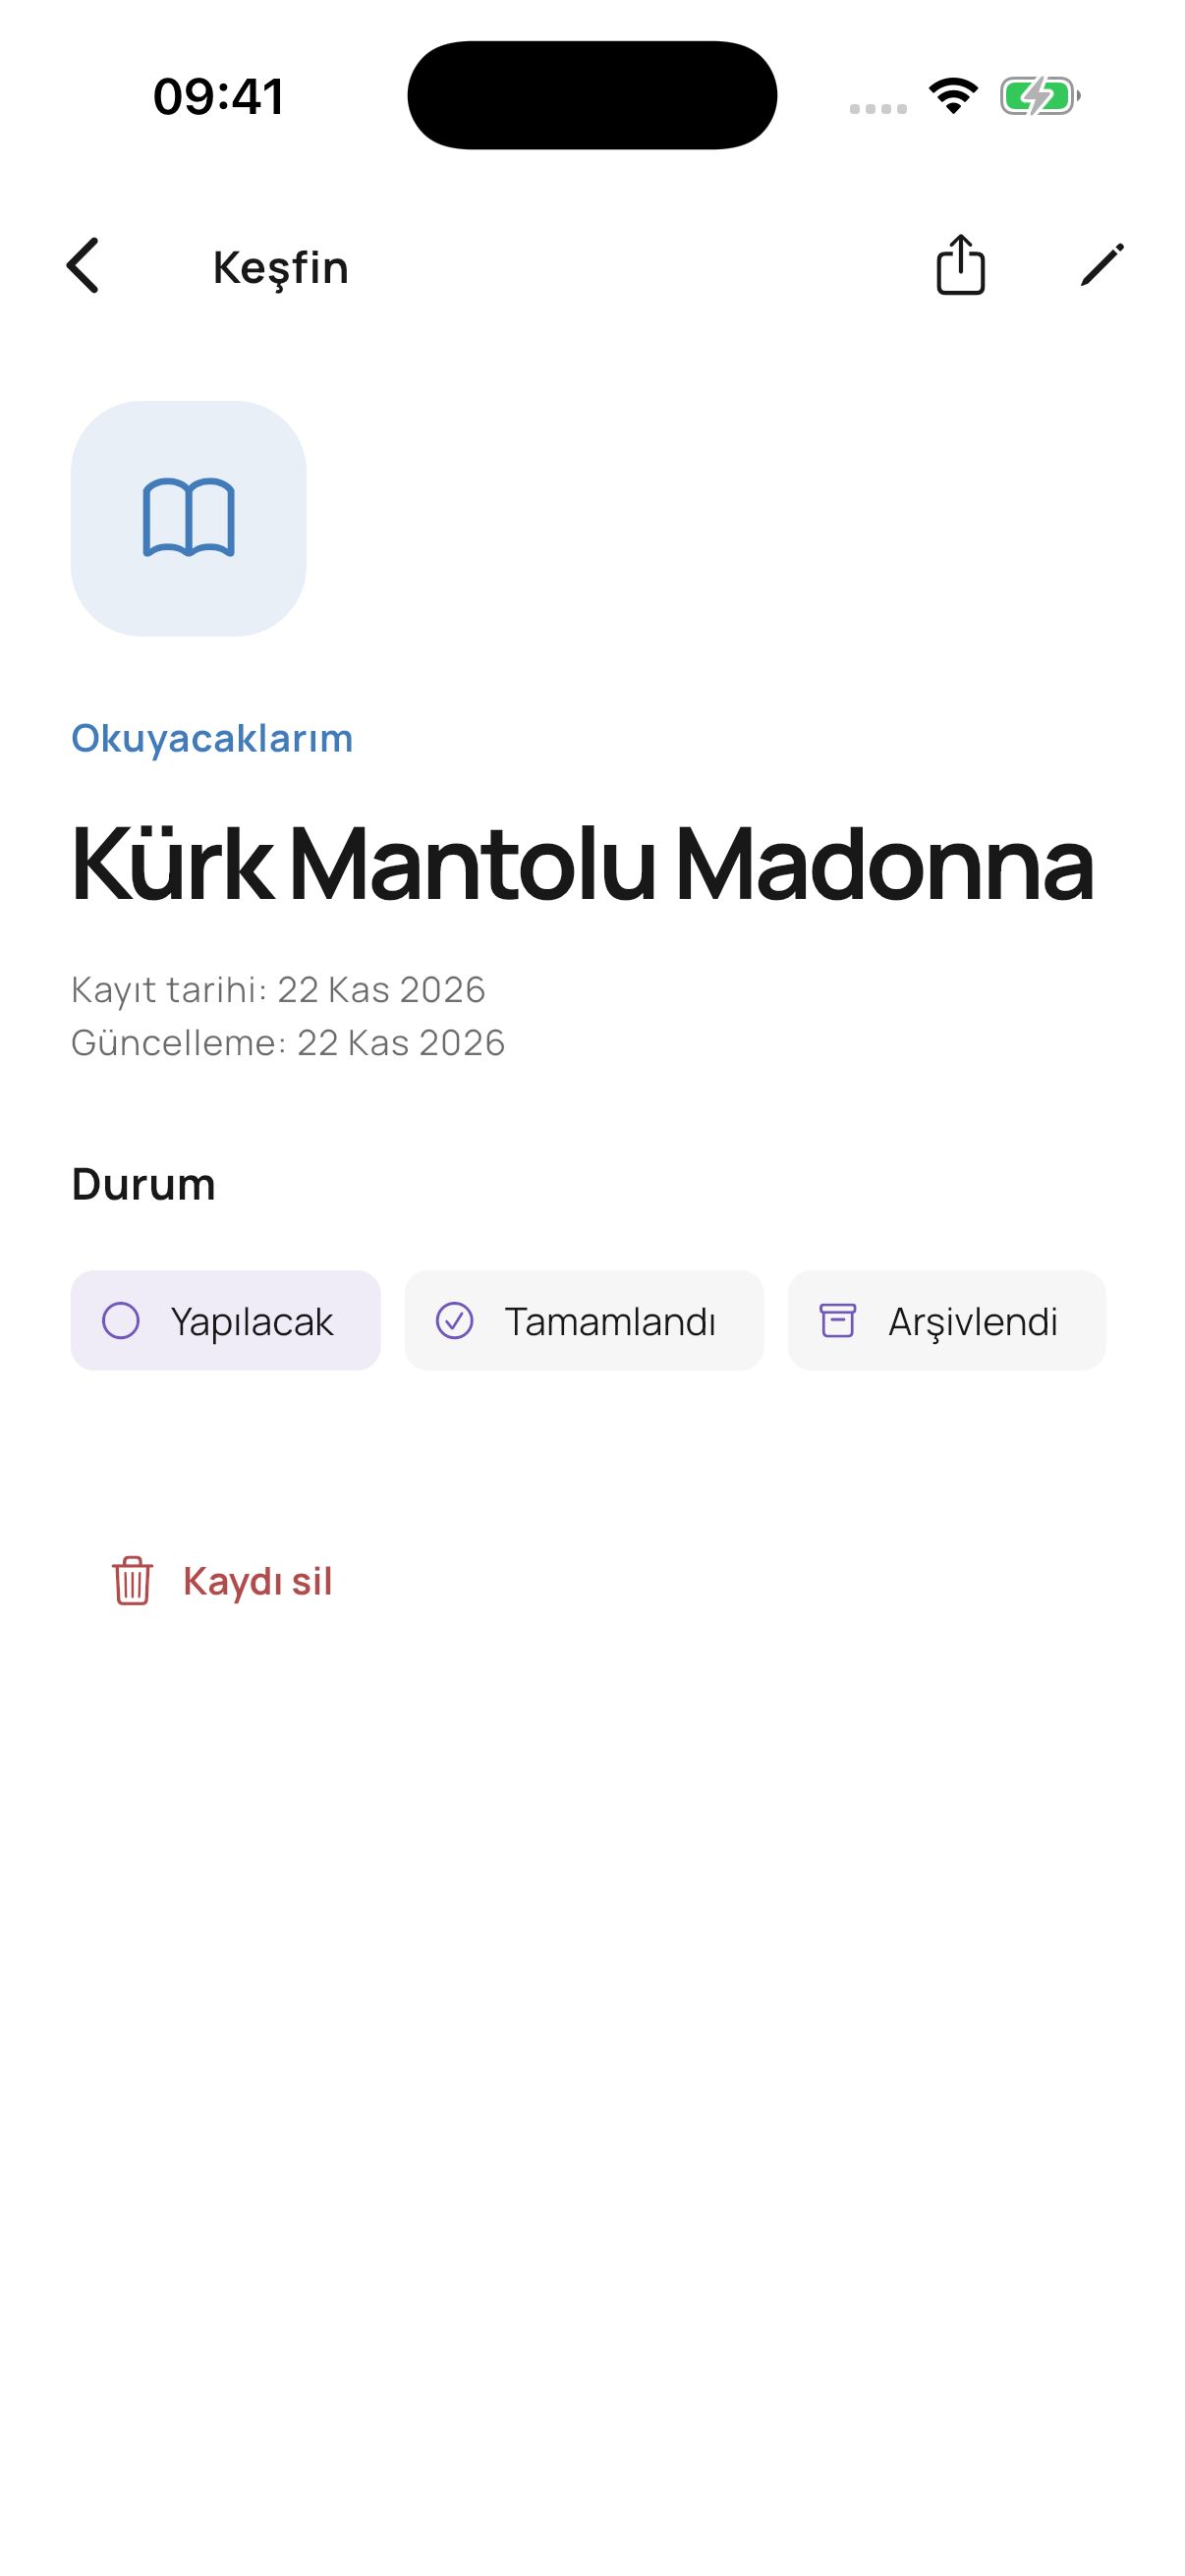 09:41
Keşfin
Okuyacaklarım
Kürk Mantolu Madonna
Kayıt tarihi: 22 Kas 2026
Güncelleme: 22 Kas 2026
Durum
Yapılacak
Tamamlandı
Arşivlendi
Kaydı sil